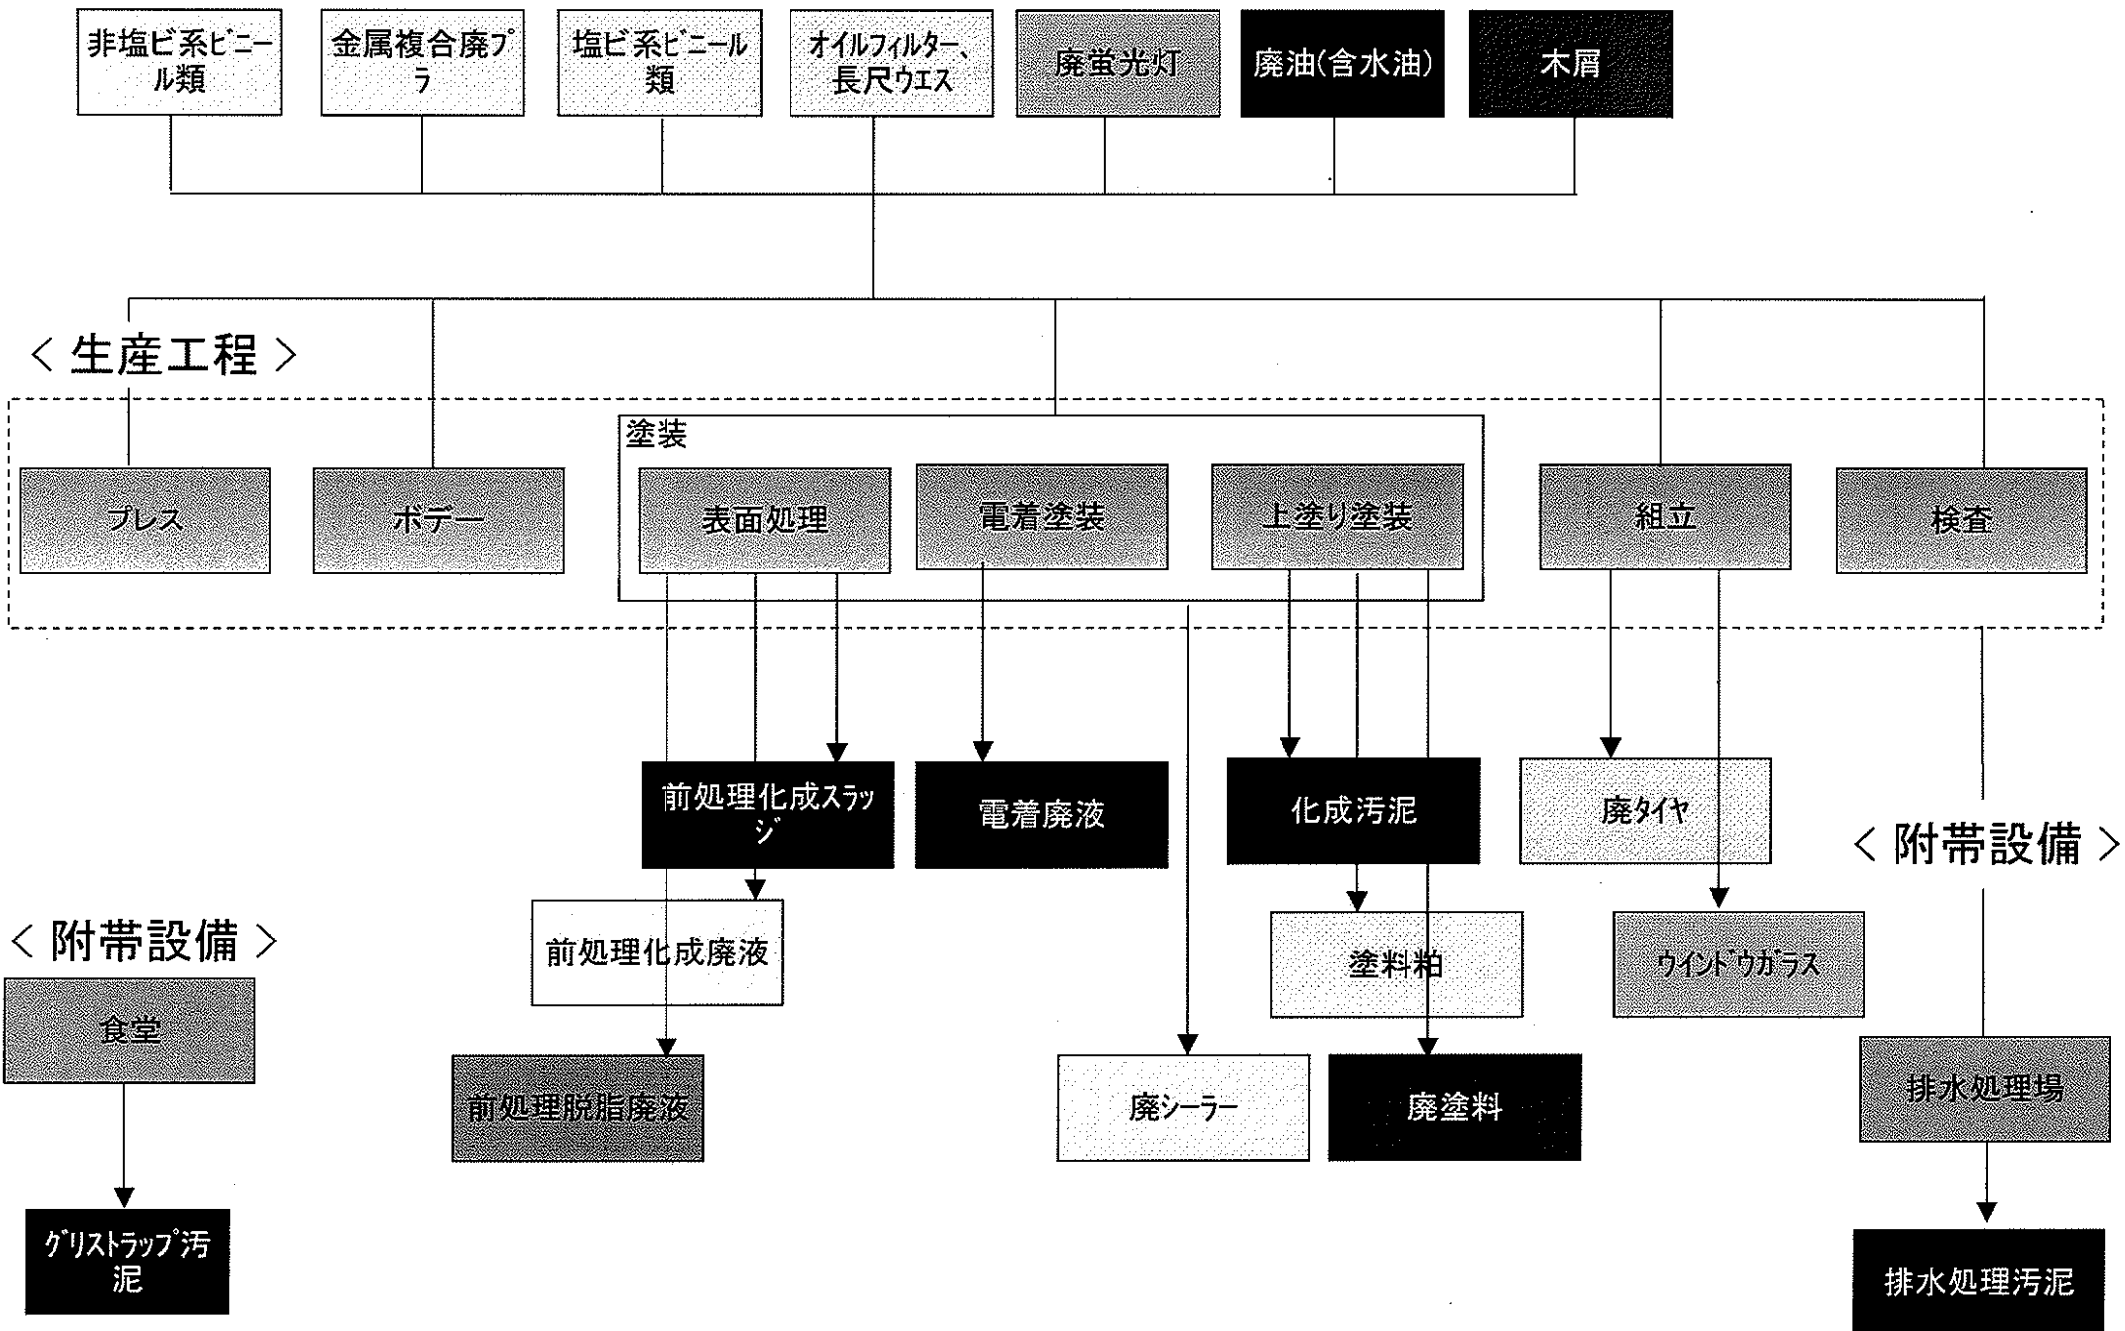 非塩ビ系ﾋﾞﾆｰ
ﾙ類
金属複合廃ﾌﾟ
ﾗ
塩ビ系ﾋﾞﾆｰﾙ
類
ｵｲﾙﾌｨﾙﾀｰ、
長尺ｳｴｽ
廃蛍光灯
廃油(含水油)
木屑
< 生産工程 >
塗装
プレス
ボデー
表面処理
電着塗装
上塗り塗装
組立
検査
前処理化成ｽﾗｯ
ｼﾞ
電着廃液
化成汚泥
廃ﾀｲﾔ
< 附帯設備 >
< 附帯設備 >
前処理化成廃液
塗料粕
ｳｲﾝﾄﾞｳｶﾞﾗｽ
食堂
前処理脱脂廃液
廃ｼｰﾗｰ
廃塗料
排水処理場
ｸﾞﾘｽﾄﾗｯﾌﾟ汚
泥
排水処理汚泥